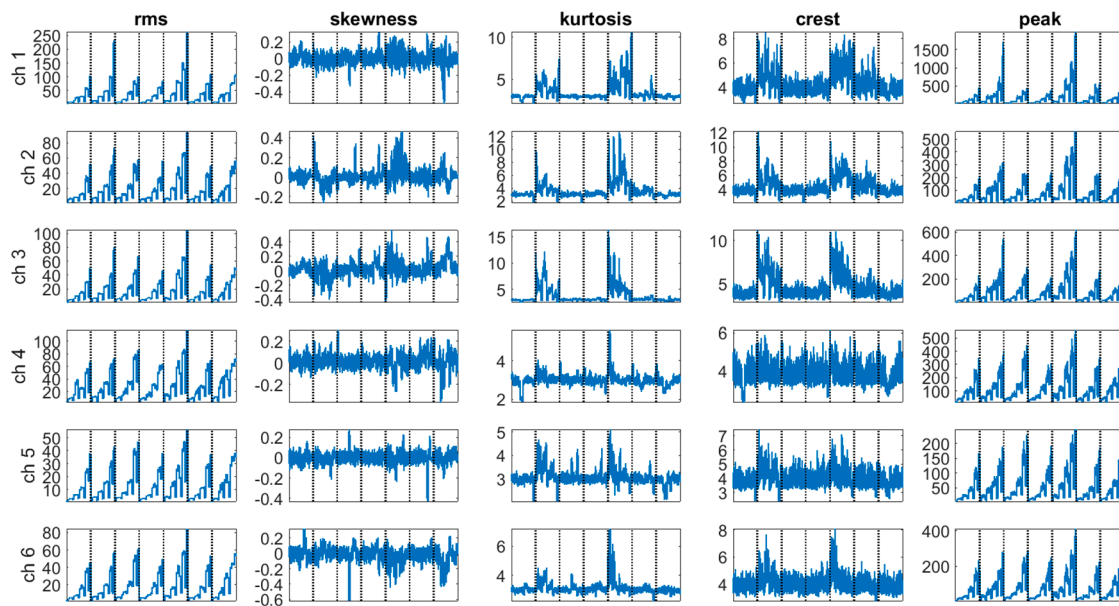 rms skewness kurtosis crest peak
ch 1
250 200 150 100 50
0.2 0 -0.2 -0.4
10 5
8 6 4
1500 1000 500
ch 2
80 60 40 20
0.4 0.2 0 -0.2
12 10 8 6 4 2
12 10 8 6 4
500 400 300 200 100
ch 3
100 80 60 40 20
0.4 0.2 0 -0.2 -0.4
15 10 5
10 5
600 400 200
ch 4
100 80 60 40 20
0.2 0 -0.2
4 2
6 4
500 400 300 200 100
ch 5
50 40 30 20 10
0.2 0 -0.2 -0.4
5 4 3
7 6 5 4 3
200 150 100 50
ch 6
80 60 40 20
0.2 0 -0.2 -0.4 -0.6
6 4
8 6 4
400 200